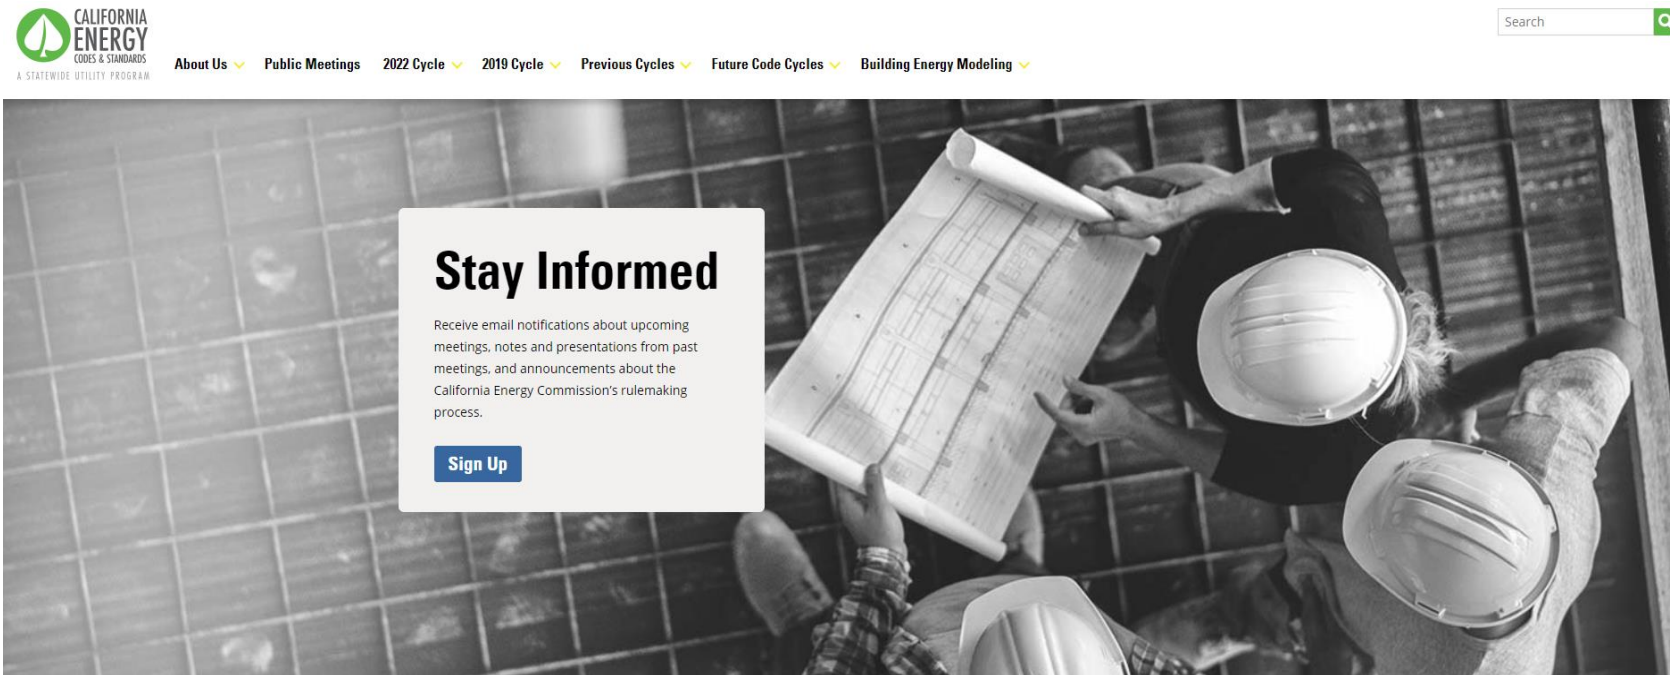 CALIFORNIA
ENERGY
CODES & STANDARDS
A STATEWIDE UTILITY PROGRAM
Search
About Us
Public Meetings
2022 Cycle
2019 Cycle
Previous Cycles
Future Code Cycles
Building Energy Modeling
Stay Informed
Receive email notifications about upcoming
meetings, notes and presentations from past
meetings, and announcements about the
California Energy Commission's rulemaking
process.
Sign Up